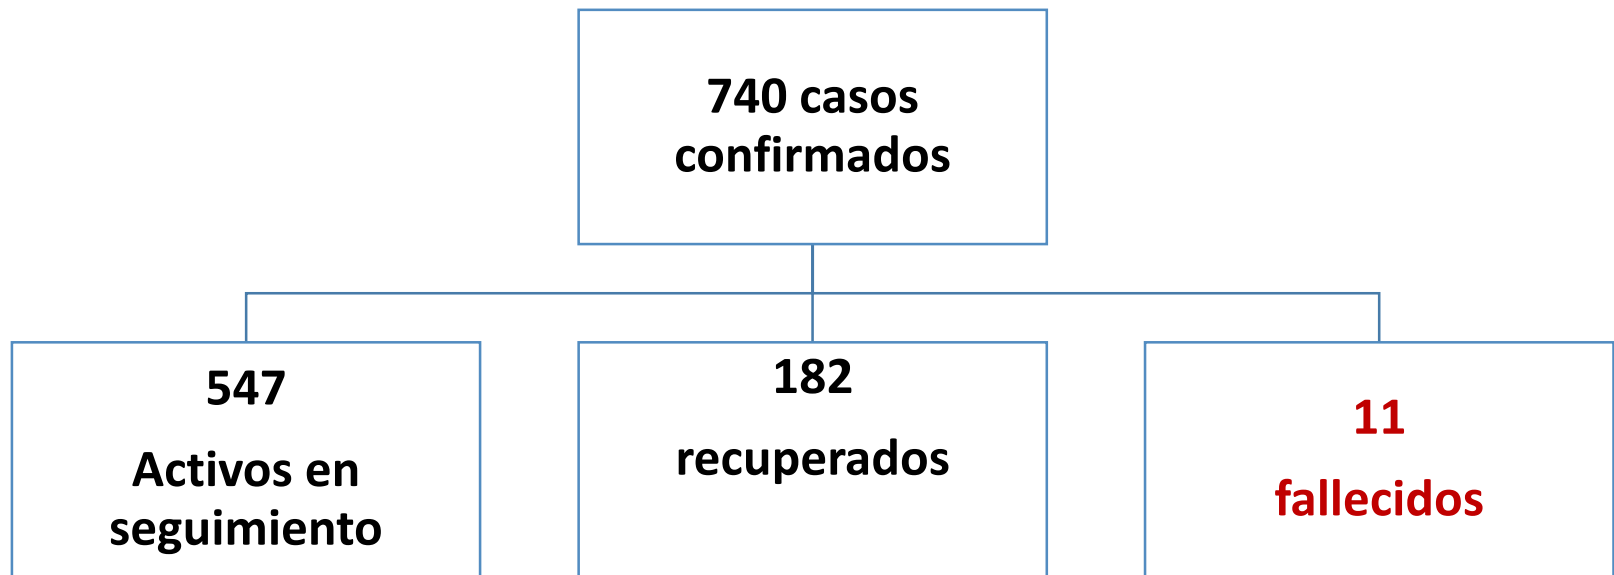 740 casos
confirmados
547
Activos en
seguimiento
182
recuperados
11
fallecidos